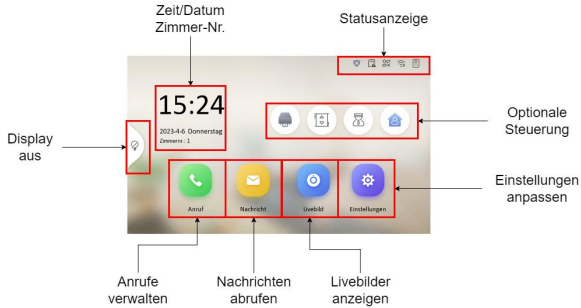 Zeit/Datum
Zimmer-Nr.
Statusanzeige
15:24
2023-4-6 Donnerstag
Zimmernr.: 1
Optionale
Steuerung
Display
aus
Einstellungen
anpassen
Anruf
Nachricht
Livebild
Einstellungen
Anrufe
verwalten
Nachrichten
abrufen
Livebilder
anzeigen